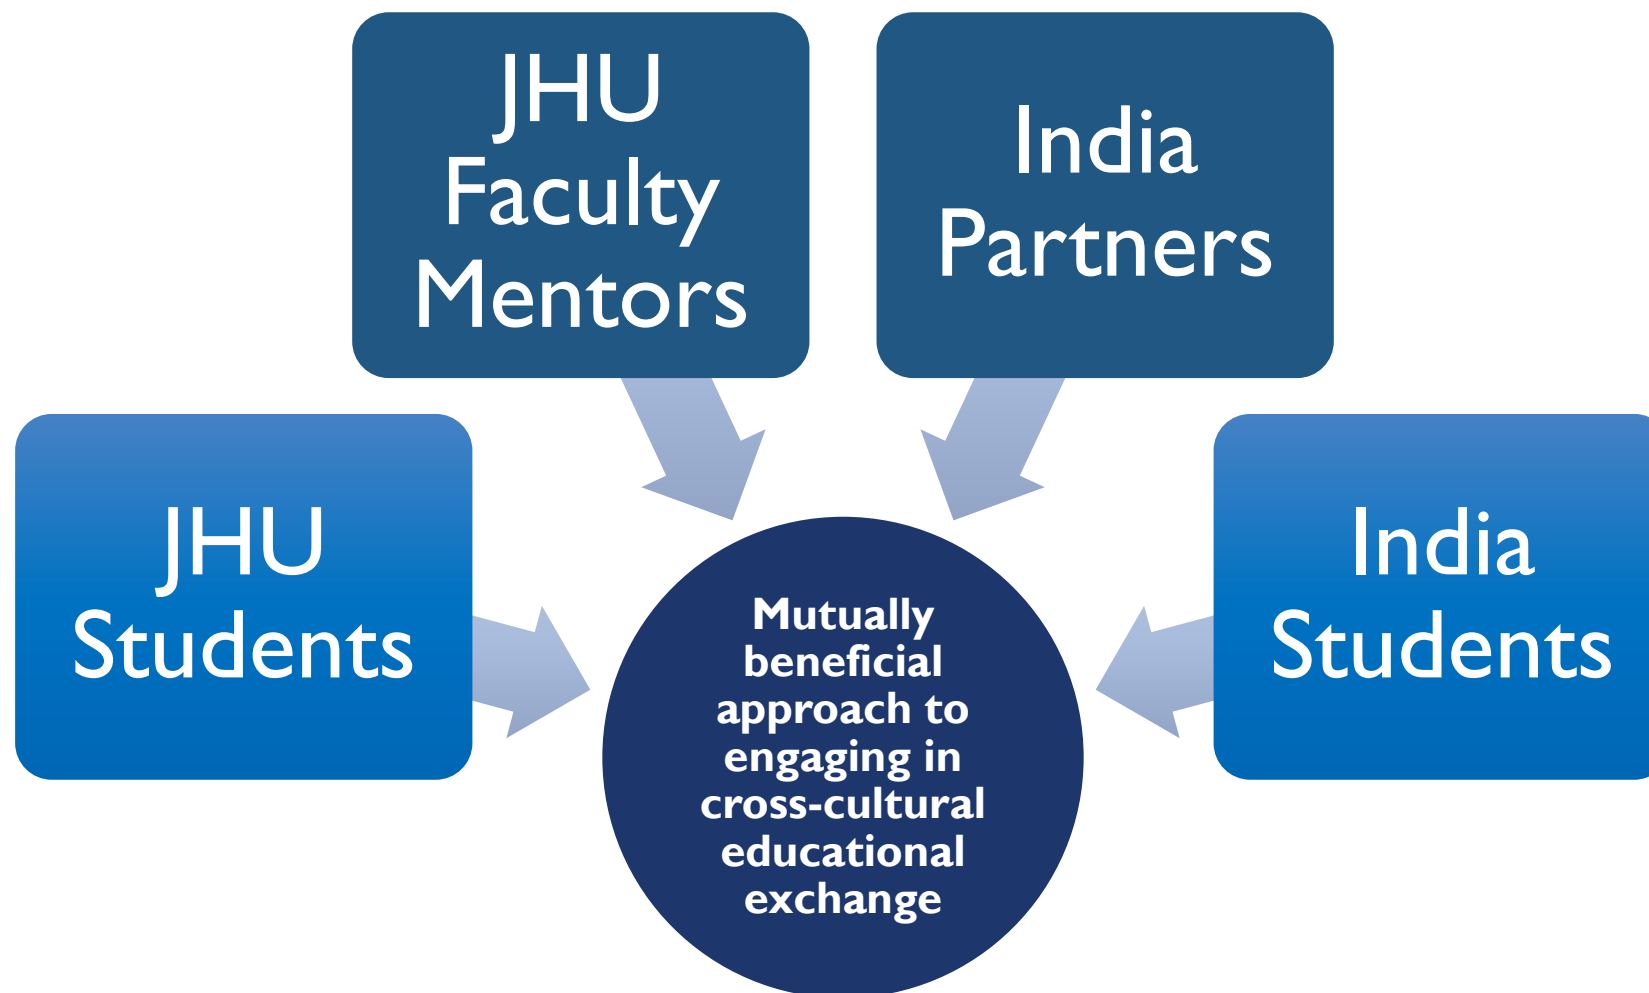 JHU
Faculty
Mentors
India
Partners
JHU
Students
India
Students
Mutually
beneficial
approach to
engaging in
cross-cultural
educational
exchange